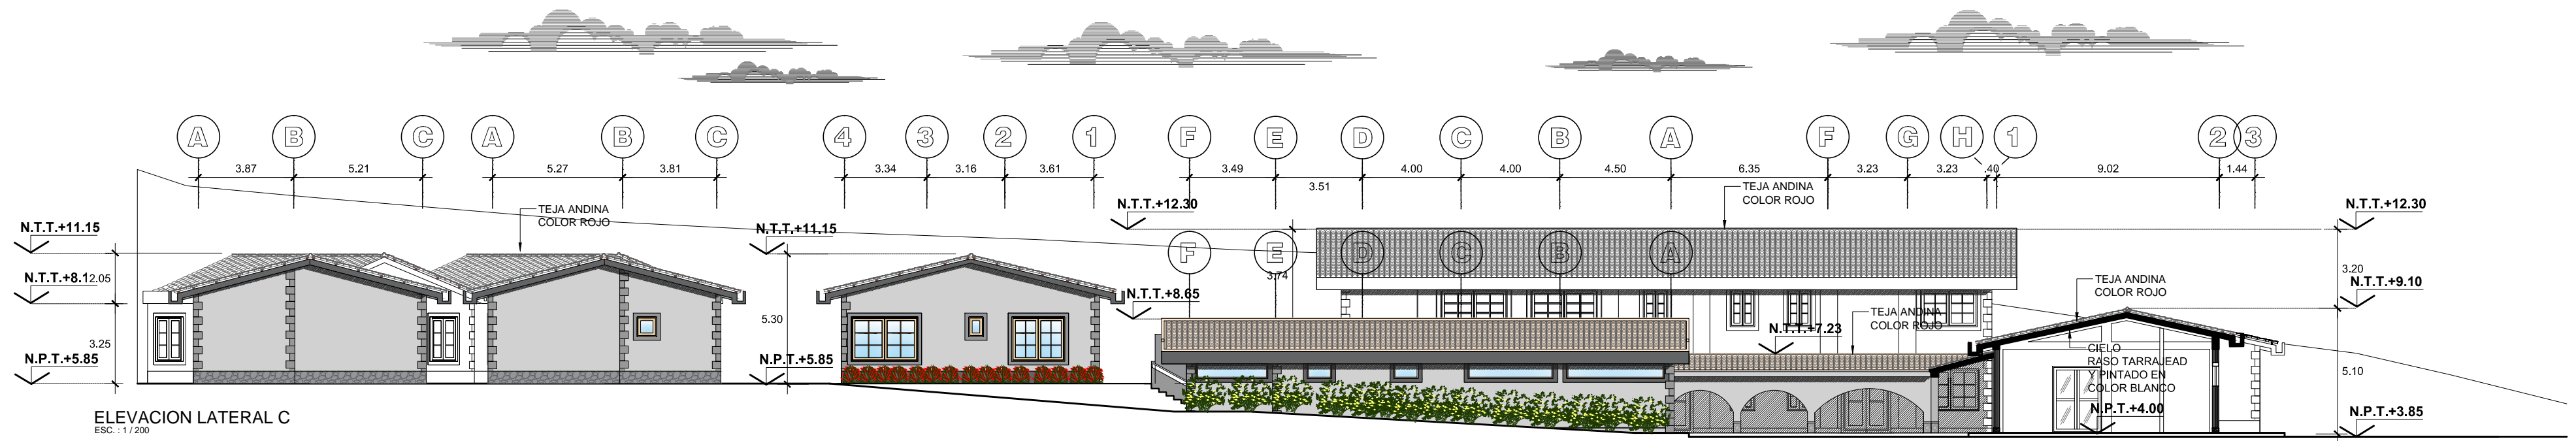 A B C A B C 4 3 2 1 F E D C B A F G H 1 2 3
3.87 5.21 5.27 3.81 3.34 3.16 3.61 3.49 3.51 4.00 4.00 4.50 6.35 3.23 3.23 .40 9.02 1.44
TEJA ANDINA
COLOR ROJO
TEJA ANDINA
COLOR ROJO
N.T.T.+12.30
N.T.T.+12.30
N.T.T.+11.15
N.T.T.+11.15
F E D C B A
3.74
N.T.T.+8.1
2.05
N.T.T.+8.65
3.20
N.T.T.+9.10
TEJA ANDINA
COLOR ROJO
TEJA ANDINA
COLOR ROJO
N.T.T.+7.23
5.30
3.25
N.P.T.+5.85
N.P.T.+5.85
CIELO
RASO TARRAJEAD
Y PINTADO EN
COLOR BLANCO
5.10
N.P.T.+4.00
N.P.T.+3.85
ELEVACION LATERAL C
ESC. : 1 / 200